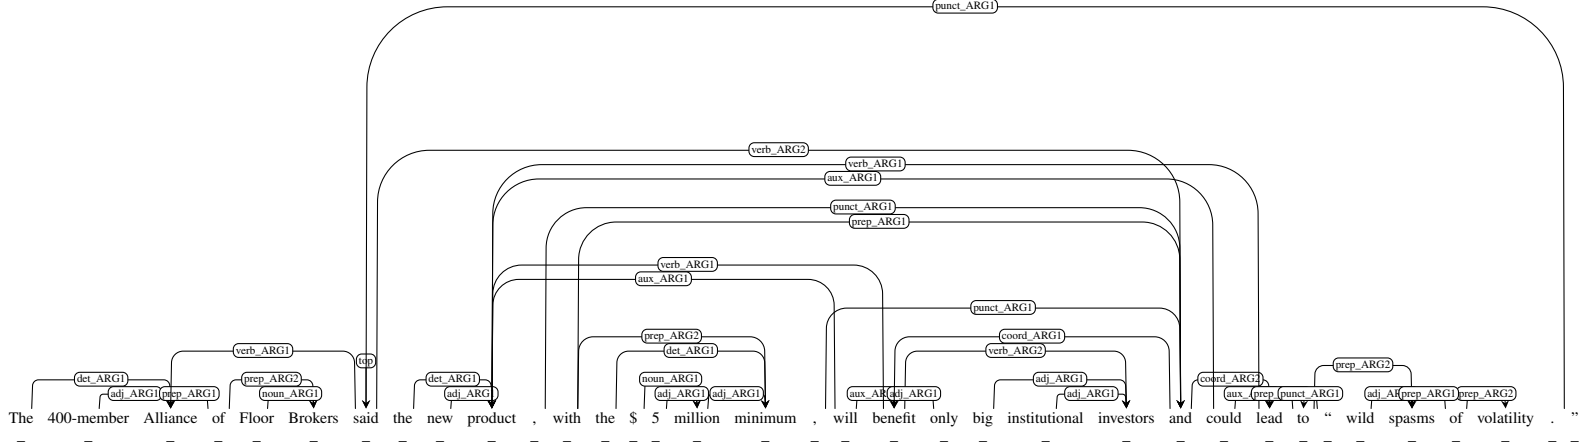 punct_ARG1
verb_ARG2
verb_ARG1
aux_ARG1
punct_ARG1
prep_ARG1
verb_ARG1
aux_ARG1
punct_ARG1
prep_ARG2 coord_ARG1
verb_ARG1 det_ARG1 verb_ARG2
top prep_ARG2
det_ARG1 prep_ARG2 det_ARG1 noun_ARG1 adj_ARG1 coord_ARG2
adj_ARG1 prep_ARG1 noun_ARG1 adj_ARG1 adj_ARG1 adj_ARG1 adj_ARG1 adj_ARG1 punct_ARG1 prep_ARG1 prep_ARG2
The 400-member Alliance of Floor Brokers said the new product , with the $ 5 million minimum , will benefit only big institutional investors and could lead to “ wild spasms of volatility . ”
_ _ _ _ _ _ _ _ _ _ _ _ _ _ _ _ _ _ _ _ _ _ _ _ _ _ _ _ _ _ _ _ _ _ _